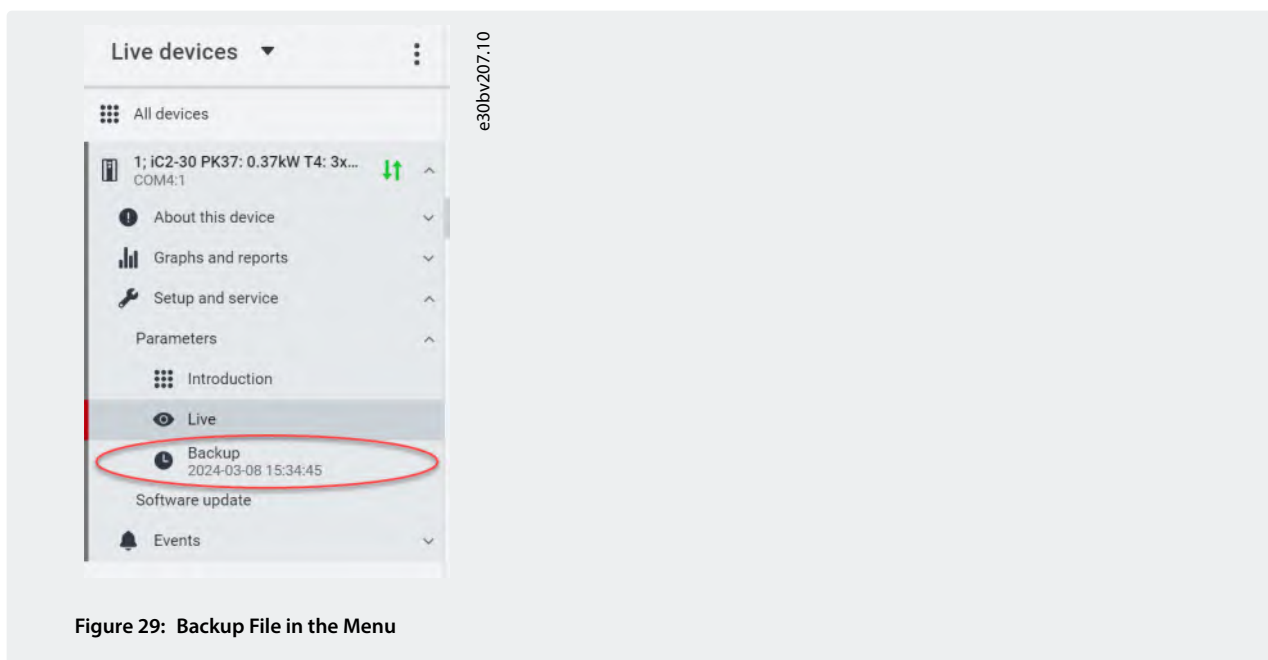 Live devices
All devices
1; iC2-30 PK37: 0.37kW T4: 3x...
COM4:1
About this device
Graphs and reports
Setup and service
Parameters
Introduction
Live
Backup
2024-03-08 15:34:45
Software update
Events
e30bv207.10
Figure 29: Backup File in the Menu